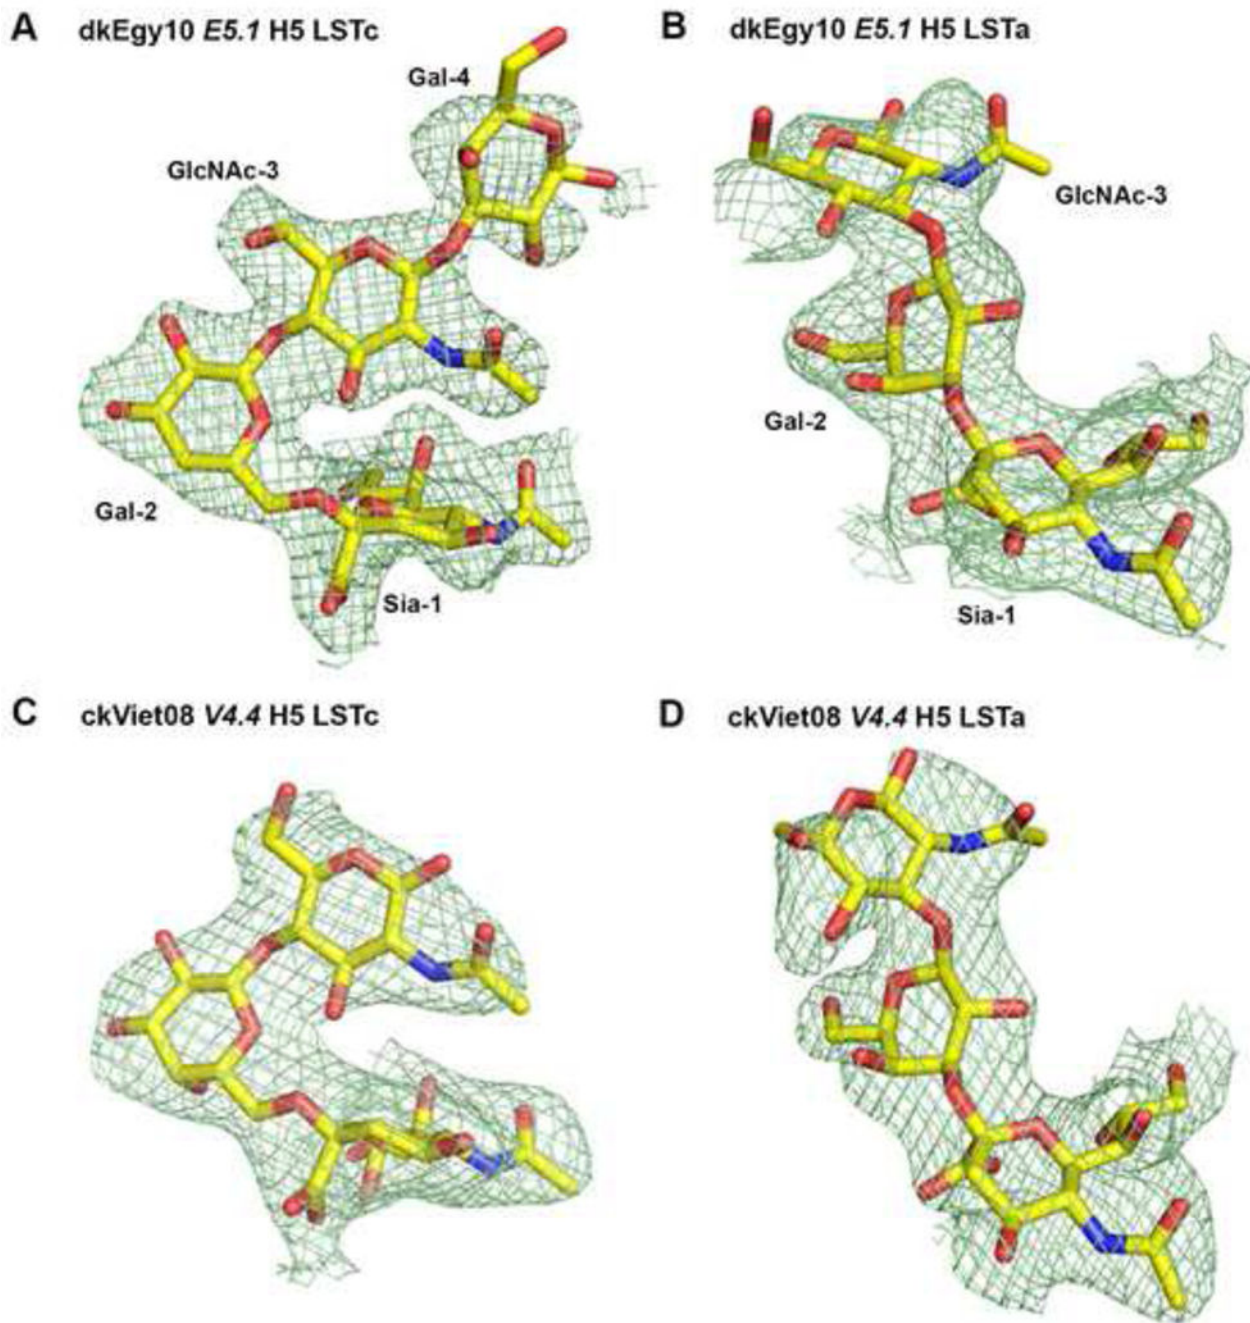 A dkEgy10 E5.1 H5 LSTc
B dkEgy10 E5.1 H5 LSTa
Gal-4
GlcNAc-3
GlcNAc-3
Gal-2
Gal-2
Sia-1
Sia-1
C ckViet08 V4.4 H5 LSTc
D ckViet08 V4.4 H5 LSTa